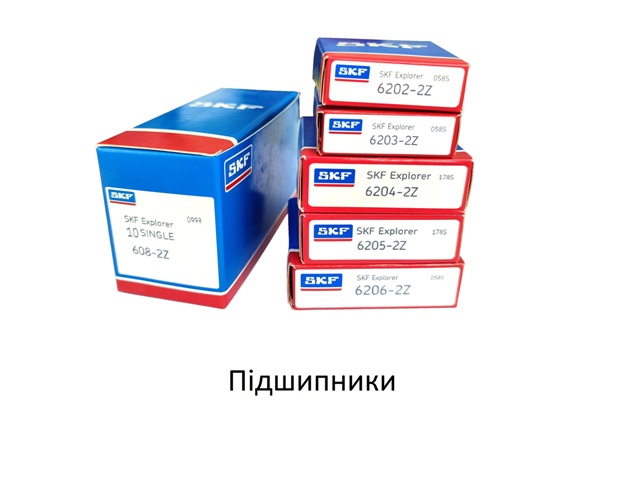 SKF
SKF
SKF Explorer 099R
10 SINGLE
608-2Z
SKF
SKF Explorer 058S
6202-2Z
SKF
SKF Explorer 058S
6203-2Z
SKF
SKF Explorer 178S
6204-2Z
SKF
SKF Explorer 178S
6205-2Z
SKF
SKF Explorer 058S
6206-2Z
Підшипники